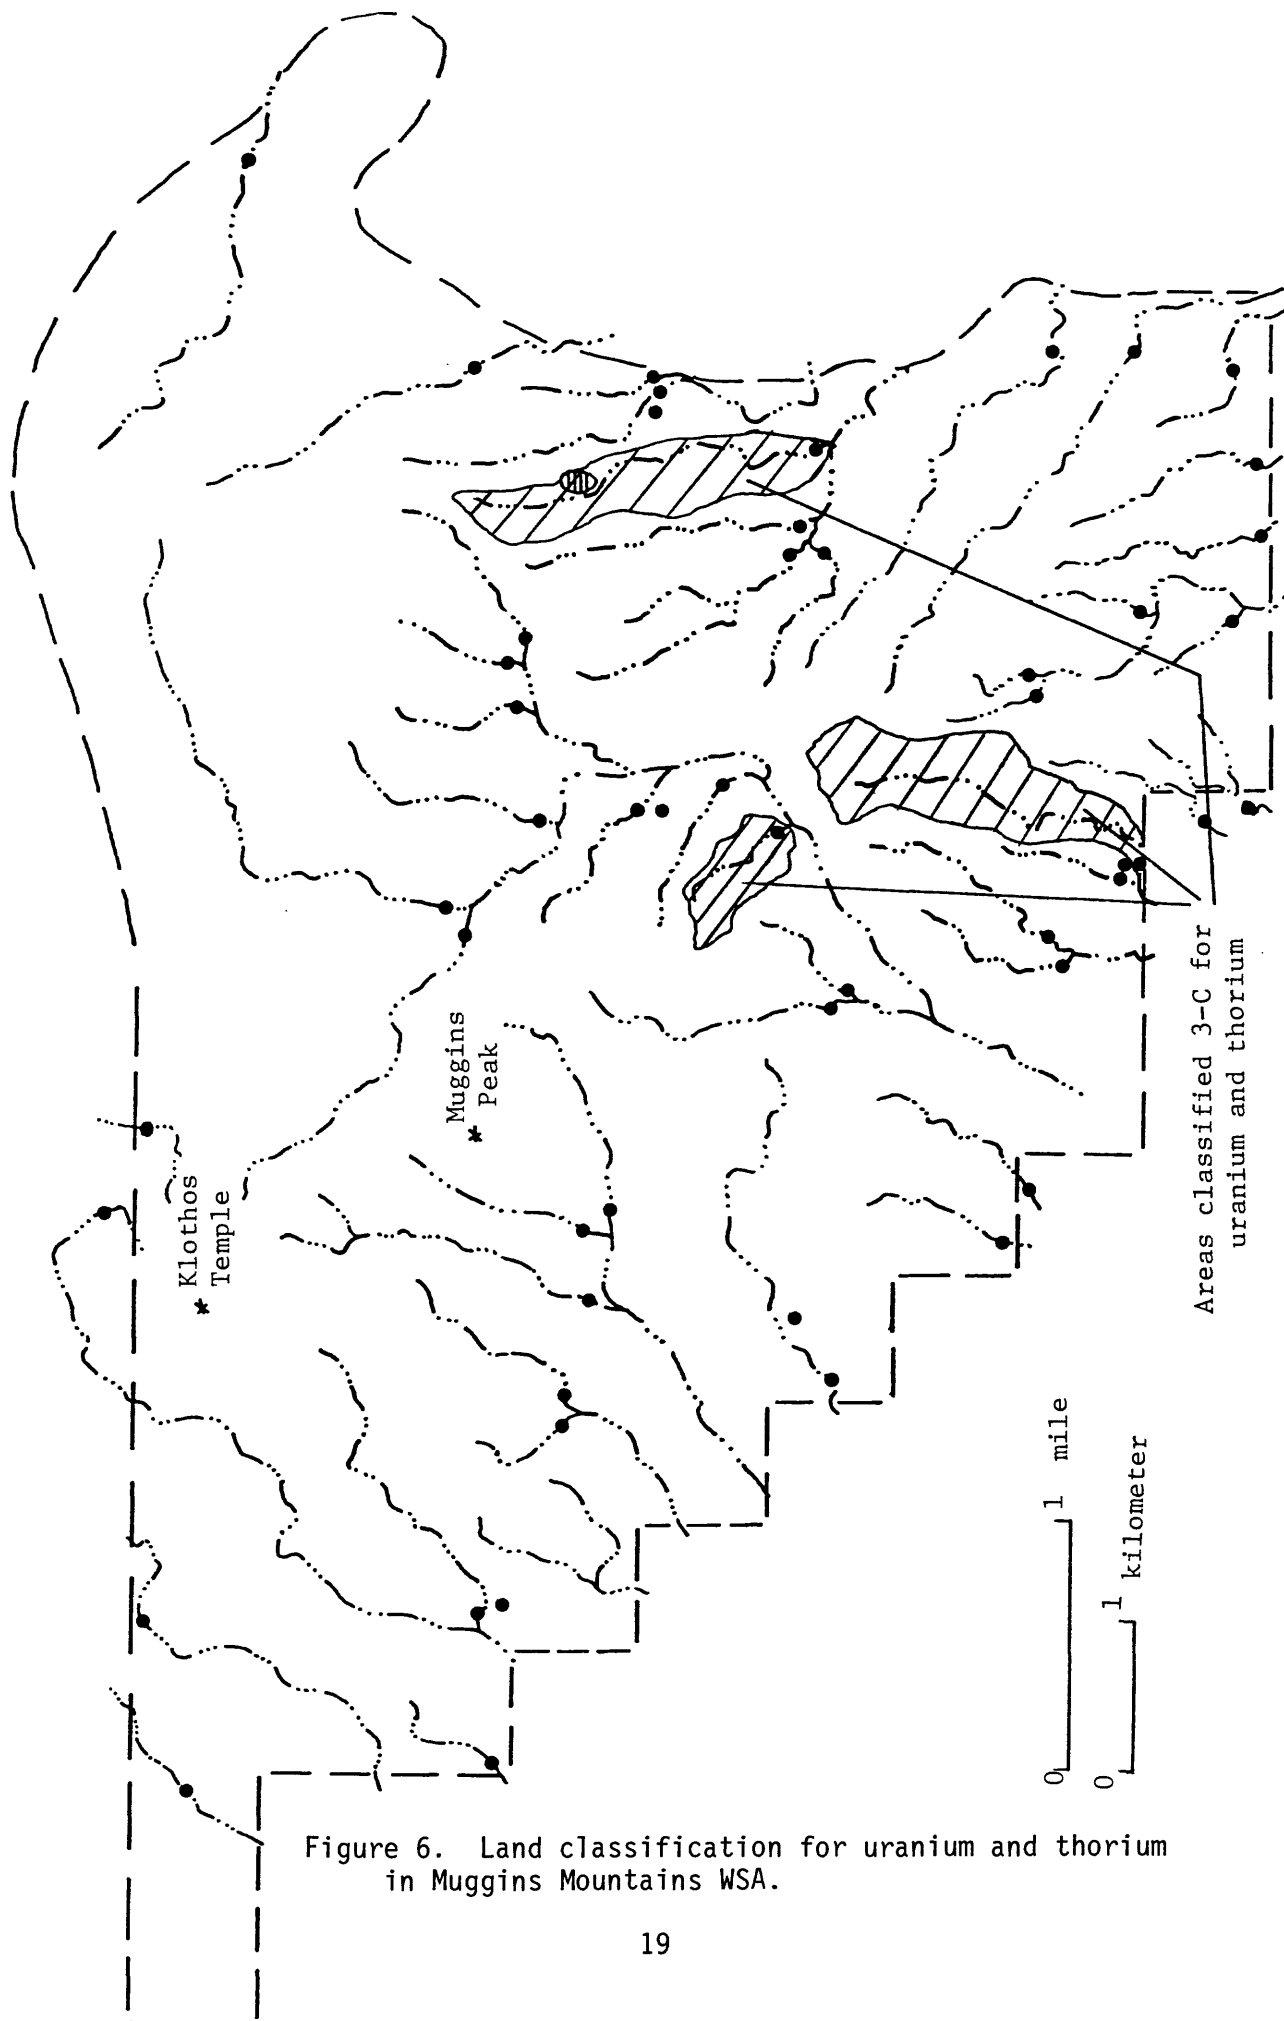 Klothos
Temple
Muggins
Peak
Areas classified 3-C for
uranium and thorium
0 1 mile
0 1 kilometer
Figure 6. Land classification for uranium and thorium
in Muggins Mountains WSA.
19